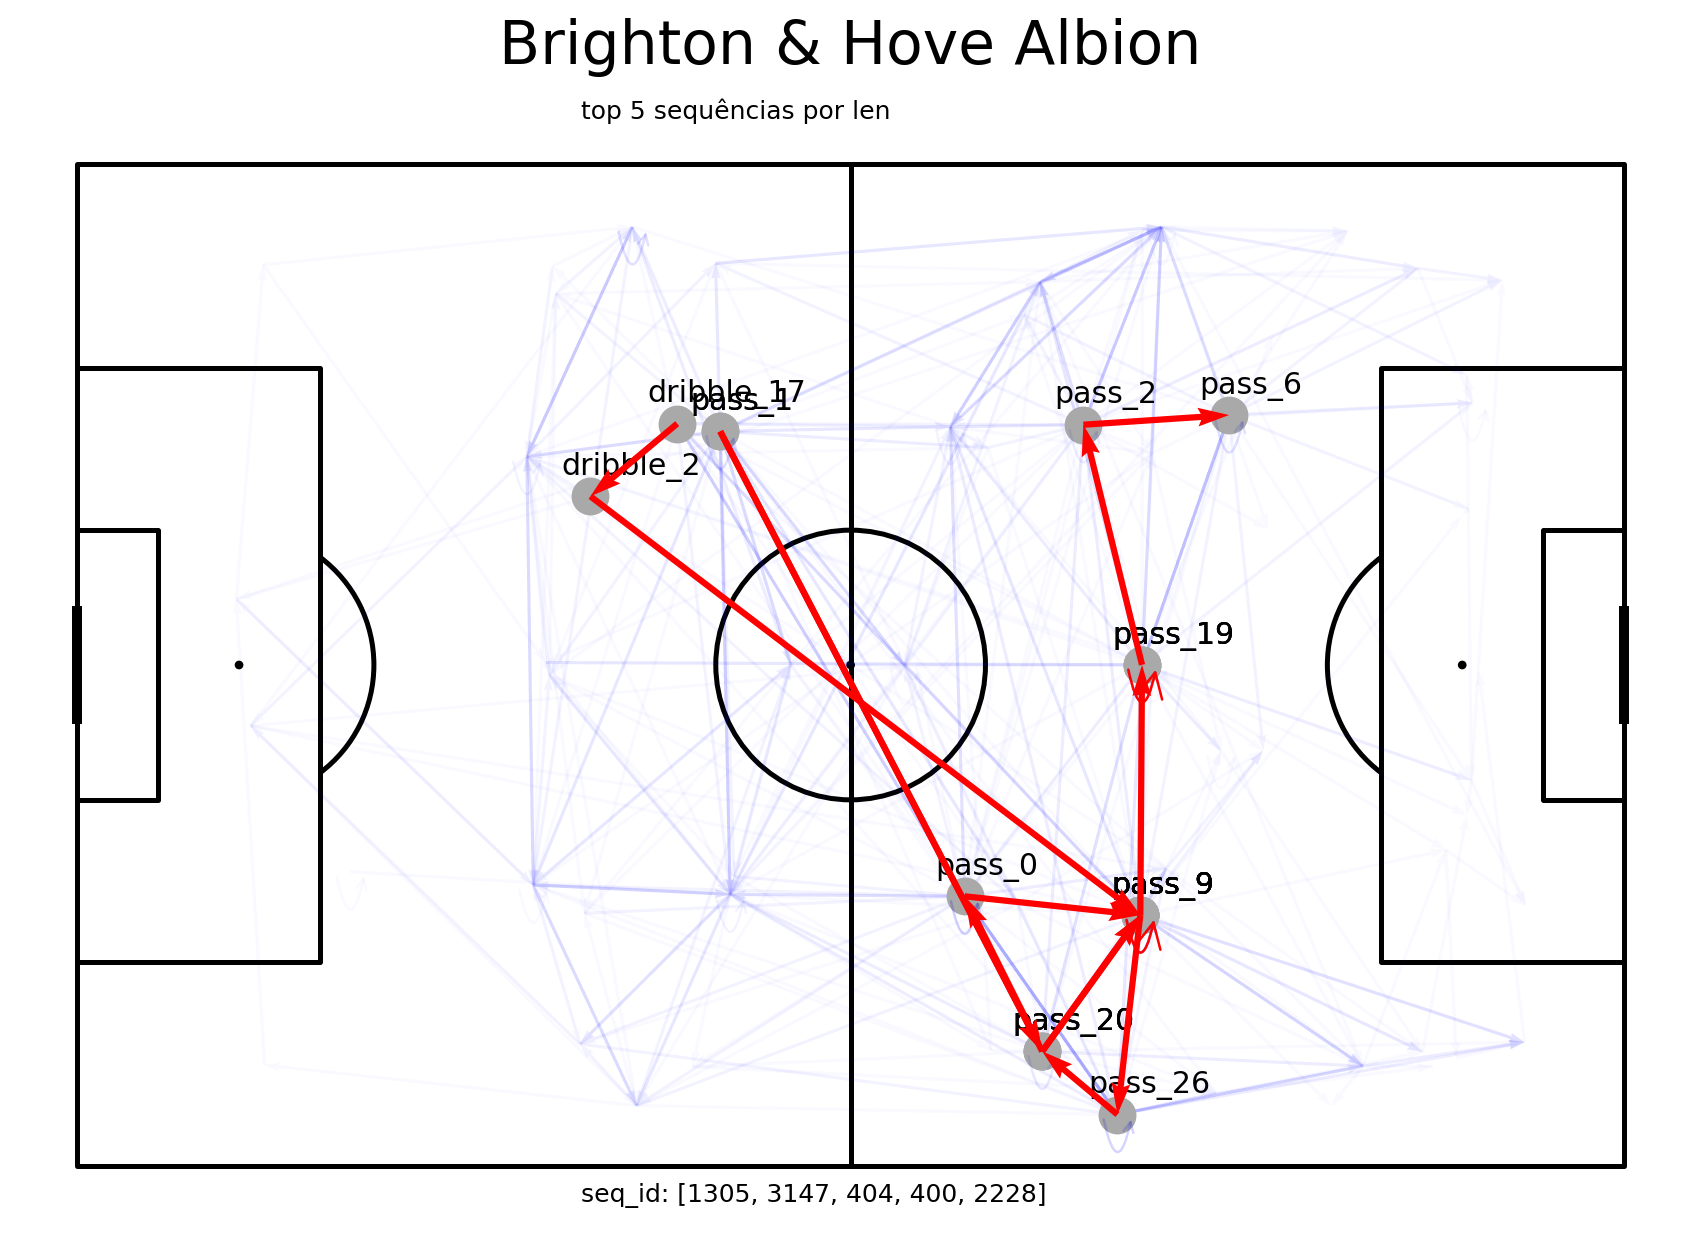 Brighton & Hove Albion
top 5 sequências por len
dribble_17
pass_1
pass_2
pass_6
dribble_2
pass_19
pass_0
pass_9
pass_20
pass_26
seq_id: [1305, 3147, 404, 400, 2228]